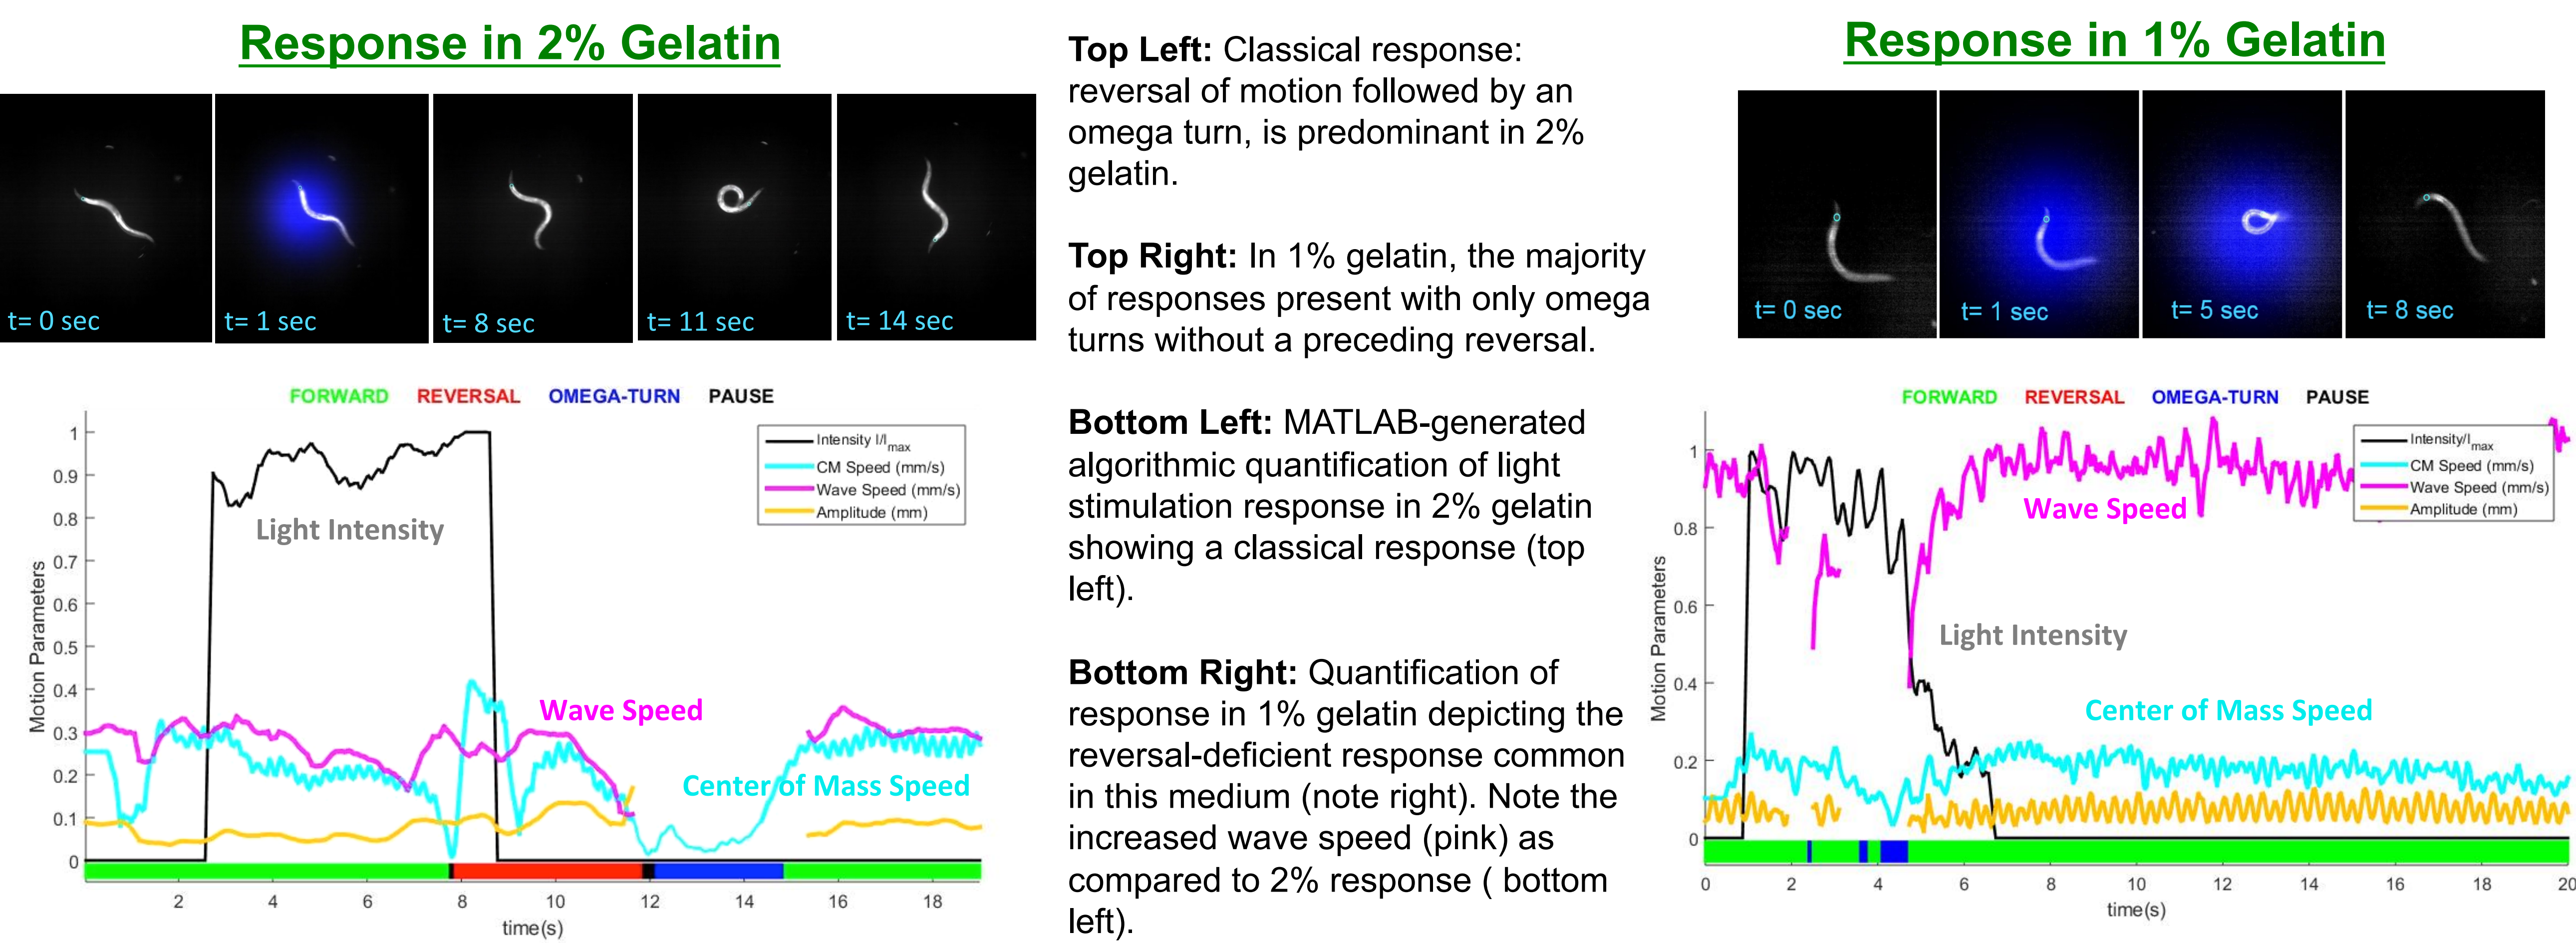 Response in 2% Gelatin
t= 0 sec
t= 1 sec
t= 8 sec
t= 11 sec
t= 14 sec
FORWARD REVERSAL OMEGA-TURN PAUSE
Intensity I/Imax
CM Speed (mm/s)
Wave Speed (mm/s)
Amplitude (mm)
Light Intensity
Wave Speed
Center of Mass Speed
Motion Parameters
1
0.9
0.8
0.7
0.6
0.5
0.4
0.3
0.2
0.1
0
2 4 6 8 10 12 14 16 18
time(s)
Top Left: Classical response:
reversal of motion followed by an
omega turn, is predominant in 2%
gelatin.
Top Right: In 1% gelatin, the majority
of responses present with only omega
turns without a preceding reversal.
Bottom Left: MATLAB-generated
algorithmic quantification of light
stimulation response in 2% gelatin
showing a classical response (top
left).
Bottom Right: Quantification of
response in 1% gelatin depicting the
reversal-deficient response common
in this medium (note right). Note the
increased wave speed (pink) as
compared to 2% response ( bottom
left).
Response in 1% Gelatin
t= 0 sec
t= 1 sec
t= 5 sec
t= 8 sec
FORWARD REVERSAL OMEGA-TURN PAUSE
Intensity/Imax
CM Speed (mm/s)
Wave Speed (mm/s)
Amplitude (mm)
Wave Speed
Light Intensity
Center of Mass Speed
Motion Parameters
1
0.8
0.6
0.4
0.2
0
0 2 4 6 8 10 12 14 16 18 20
time(s)